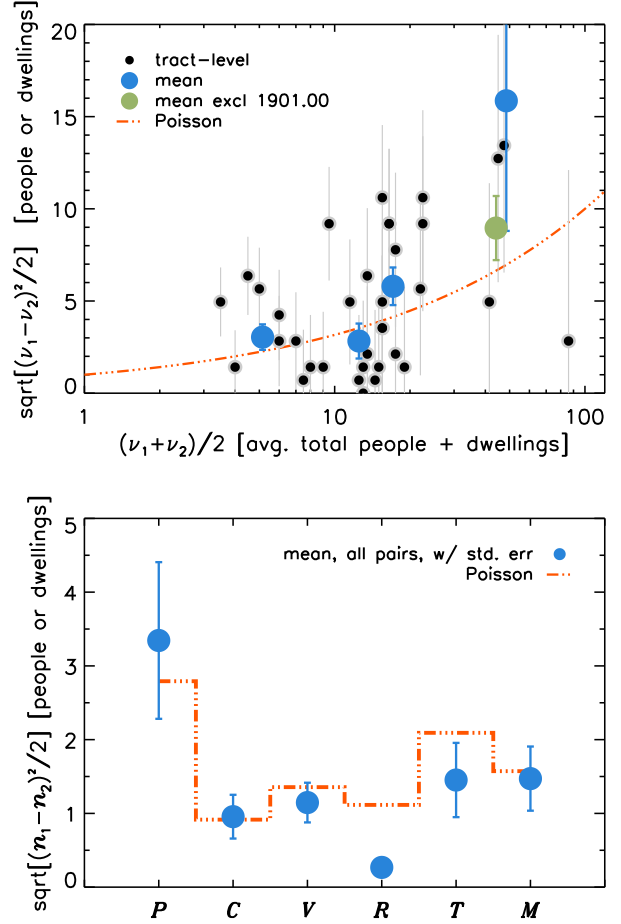 20
15
10
5
0
sqrt[(ν₁−ν₂)²/2] [people or dwellings]
tract−level
mean
mean excl 1901.00
Poisson
1 10 100
(ν₁+ν₂)/2 [avg. total people + dwellings]
5
4
3
2
1
0
sqrt[(n₁−n₂)²/2] [people or dwellings]
mean, all pairs, w/ std. err
Poisson
P C V R T M